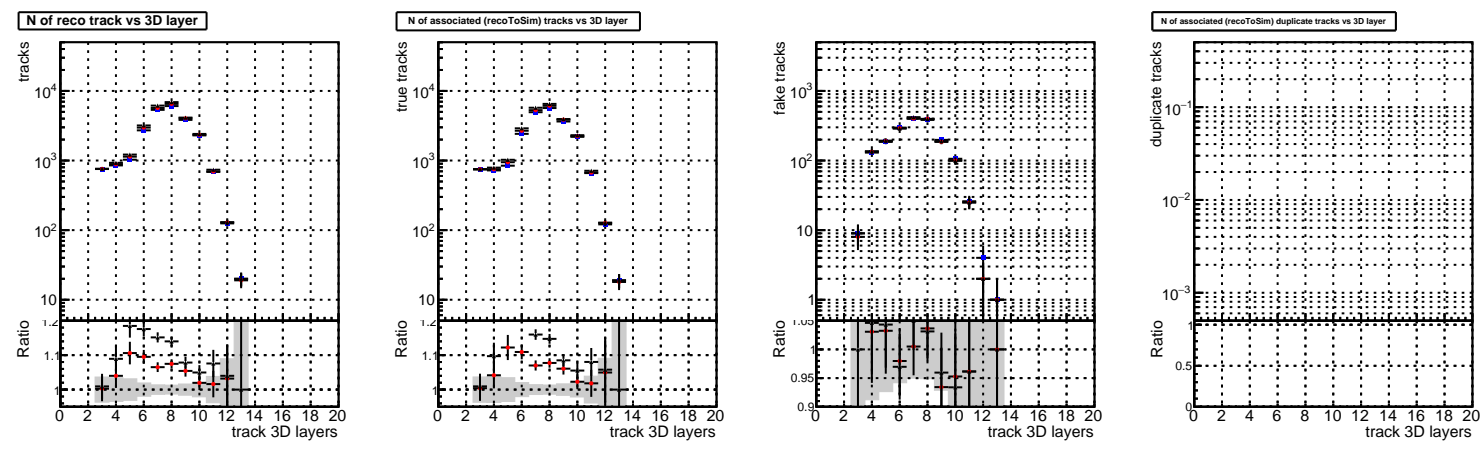 N of reco track vs 3D layer
tracks
10⁴
10³
10²
10
Ratio
1.2
1.1
1
0 2 4 6 8 10 12 14 16 18 20
track 3D layers
N of associated (recoToSim) tracks vs 3D layer
true tracks
10⁴
10³
10²
10
Ratio
1.2
1.1
1
0 2 4 6 8 10 12 14 16 18 20
track 3D layers
fake tracks
10³
10²
10
1
Ratio
1.05
1
0.95
0.9
0 2 4 6 8 10 12 14 16 18 20
track 3D layers
N of associated (recoToSim) duplicate tracks vs 3D layer
duplicate tracks
10⁻¹
10⁻²
10⁻³
Ratio
1
0.5
0
0 2 4 6 8 10 12 14 16 18 20
track 3D layers